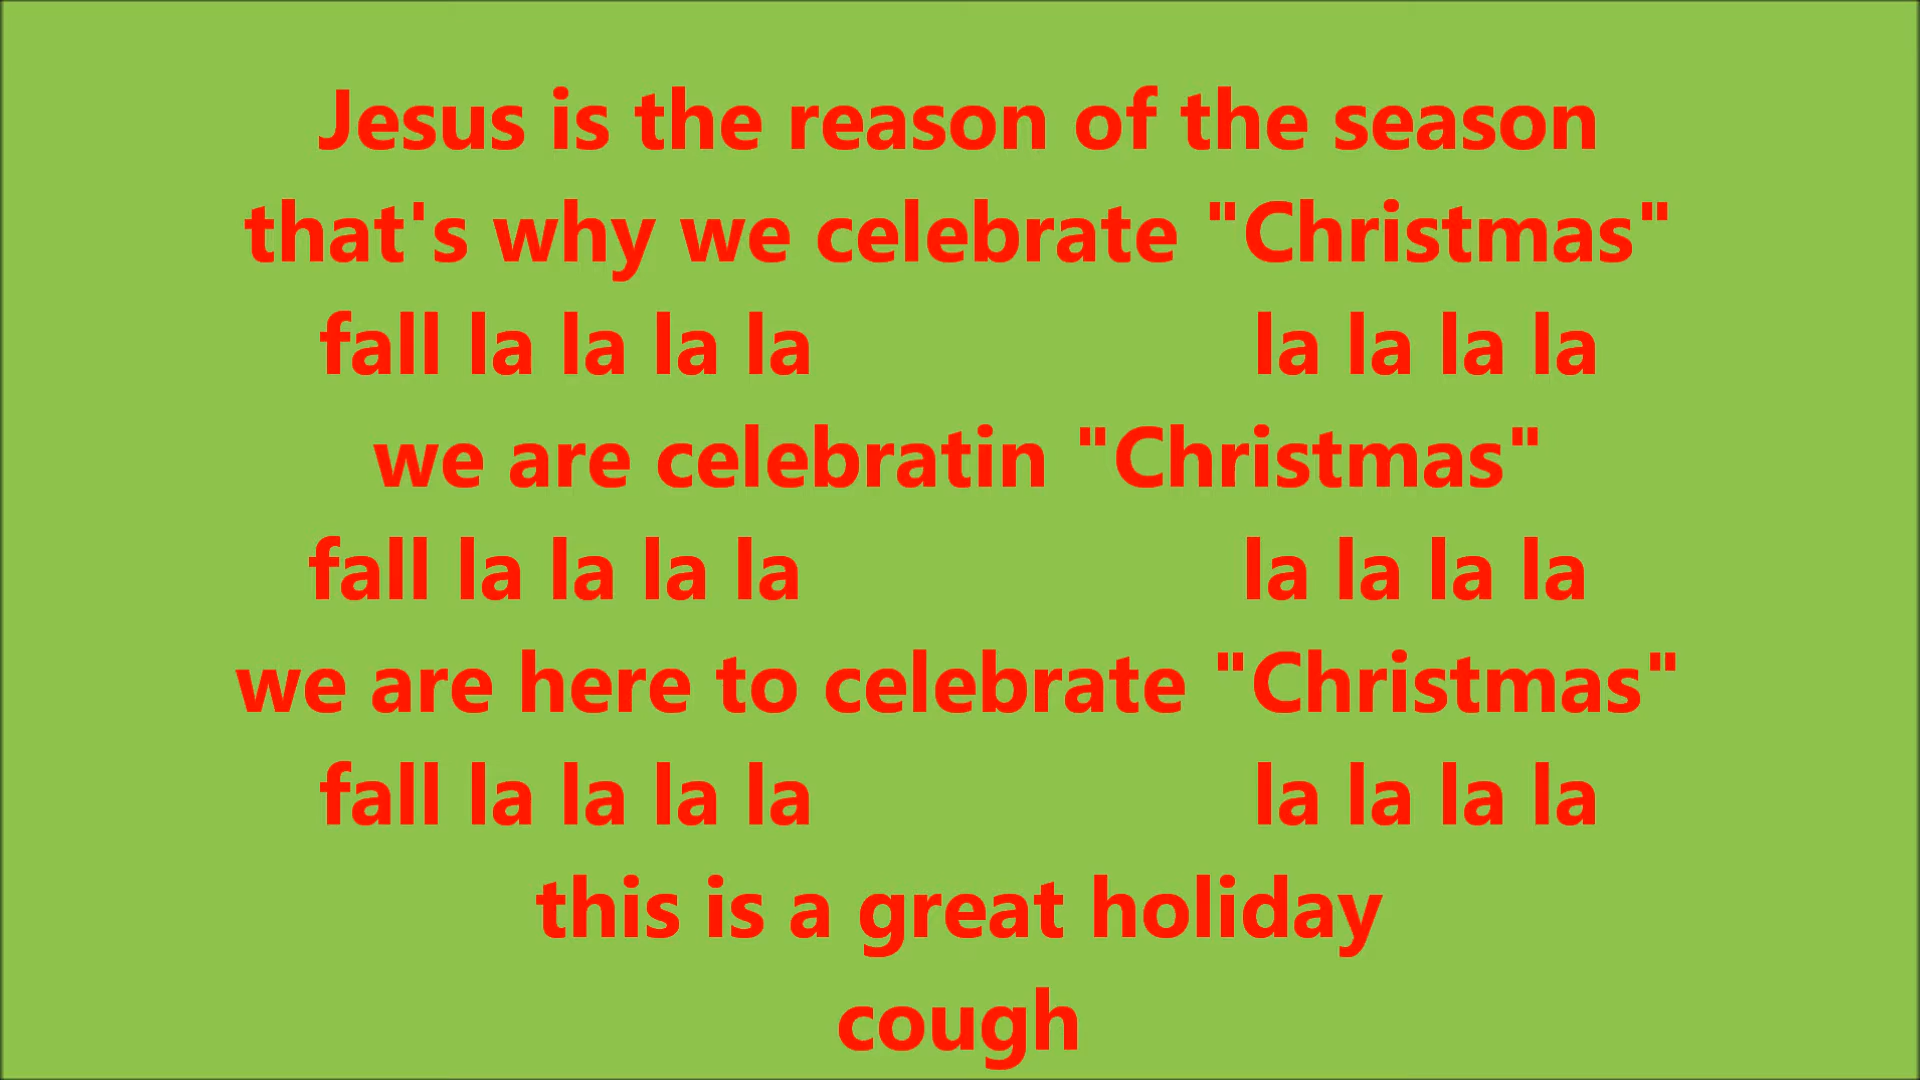 Jesus is the reason of the season
that's why we celebrate "Christmas"
fall la la la la la la la la
we are celebratin "Christmas"
fall la la la la la la la la
we are here to celebrate "Christmas"
fall la la la la la la la la
this is a great holiday
cough